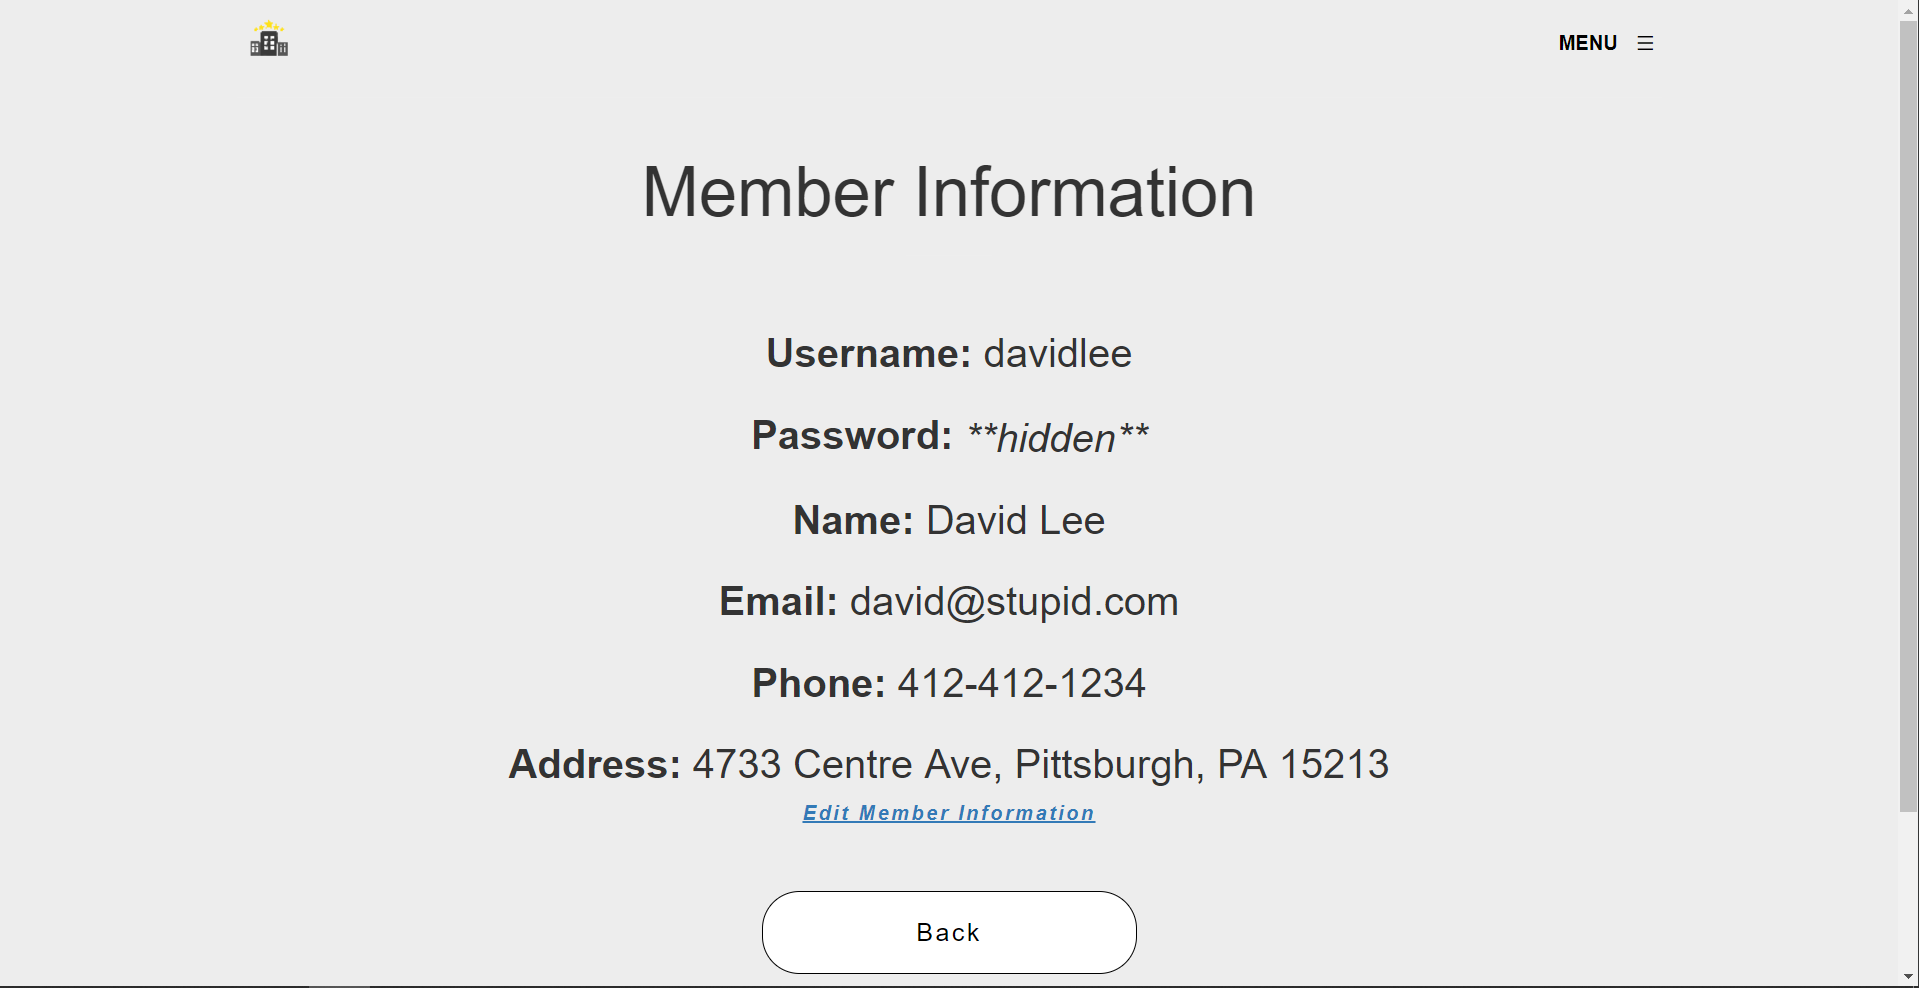 MENU
Member Information
Username: davidlee
Password: **hidden**
Name: David Lee
Email: david@stupid.com
Phone: 412-412-1234
Address: 4733 Centre Ave, Pittsburgh, PA 15213
Edit Member Information
Back